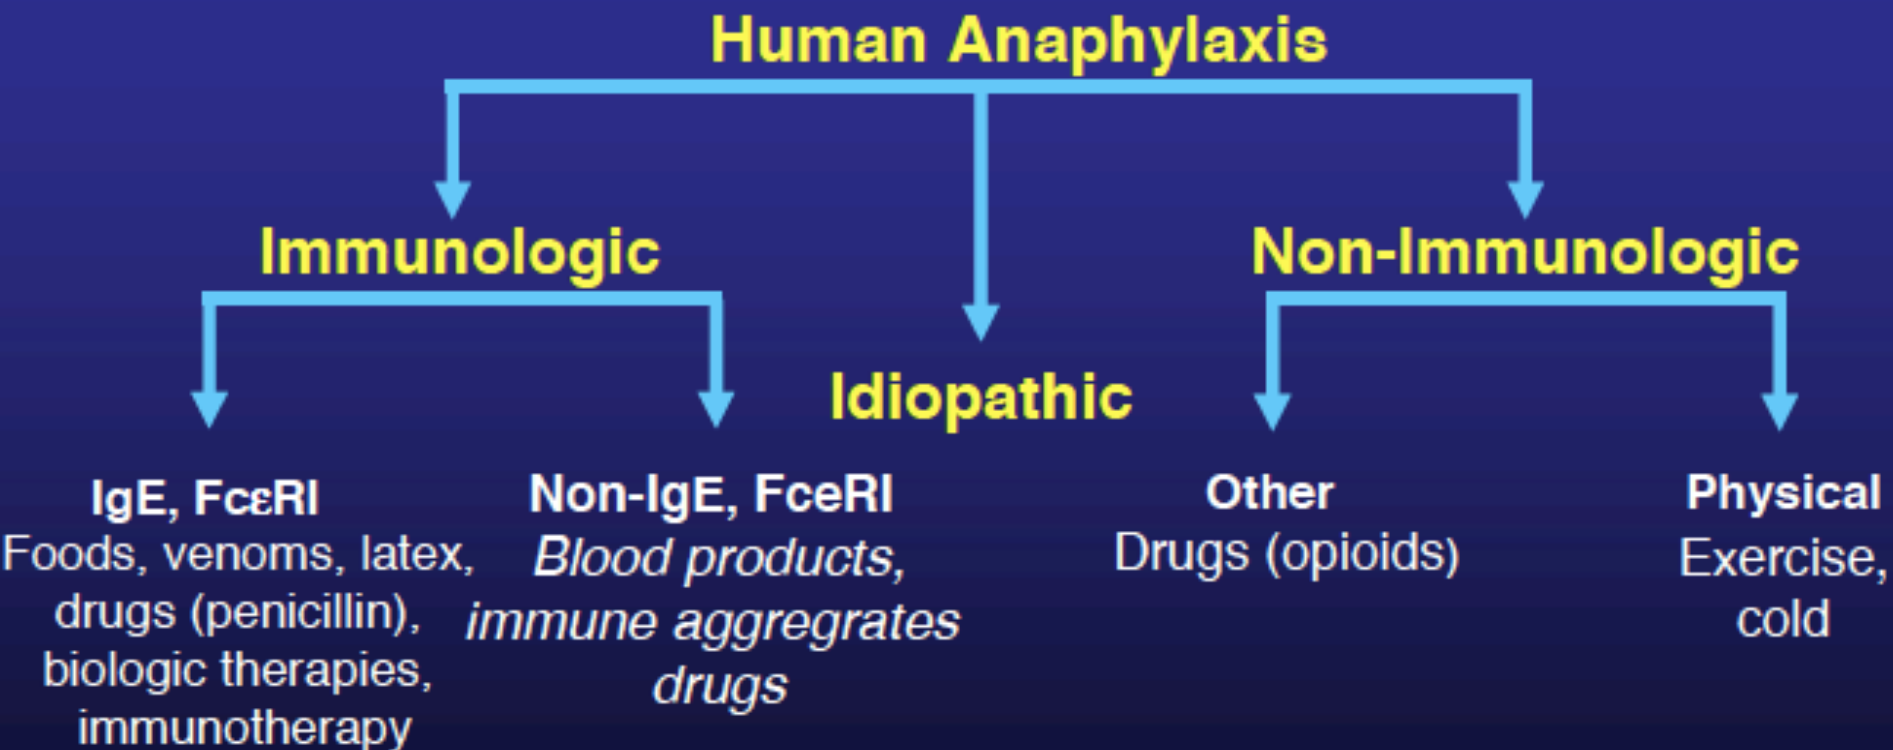 Human Anaphylaxis
Immunologic
Non-Immunologic
Idiopathic
IgE, FcεRI
Foods, venoms, latex,
drugs (penicillin),
biologic therapies,
immunotherapy
Non-IgE, FceRI
Blood products,
immune aggregrates
drugs
Other
Drugs (opioids)
Physical
Exercise,
cold